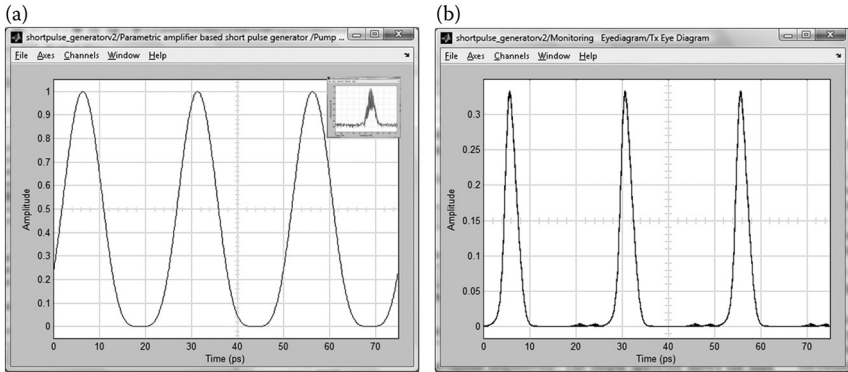 (a)
shortpulse_generatorv2/Parametric amplifier based short pulse generator /Pump ...
File Axes Channels Window Help
1
0.9
0.8
0.7
0.6
0.5
0.4
0.3
0.2
0.1
0
Amplitude
0 10 20 30 40 50 60 70
Time (ps)
(b)
shortpulse_generatorv2/Monitoring Eyediagram/Tx Eye Diagram
File Axes Channels Window Help
0.3
0.25
0.2
0.15
0.1
0.05
0
Amplitude
0 10 20 30 40 50 60 70
Time (ps)